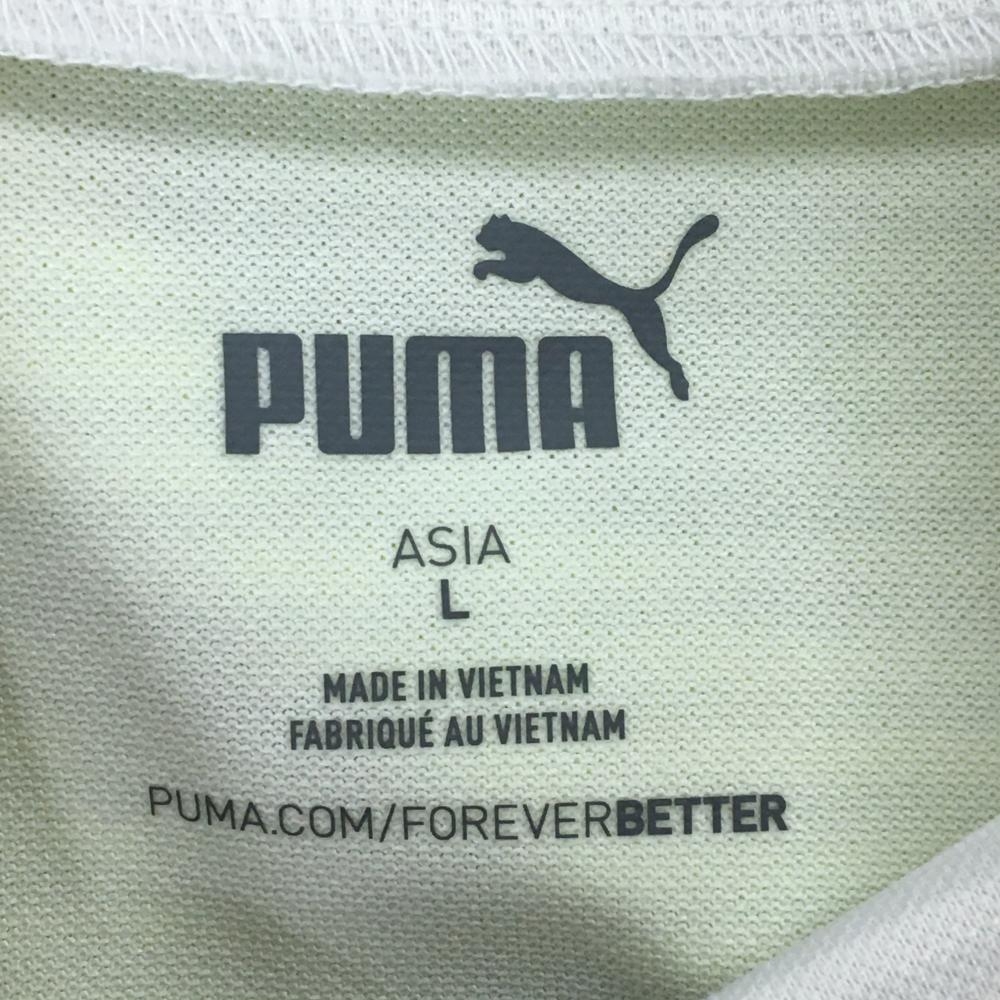 PUMA
ASIA
L
MADE IN VIETNAM
FABRIQUÉ AU VIETNAM
PUMA.COM/FOREVERBETTER